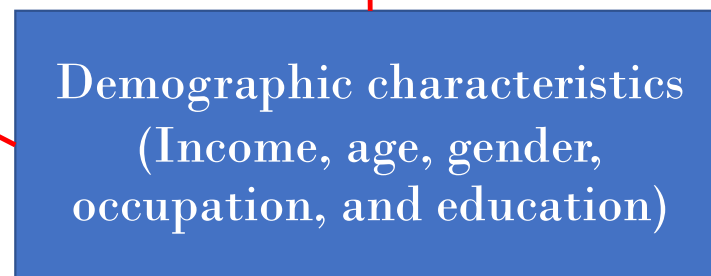 Demographic characteristics
(Income, age, gender,
occupation, and education)